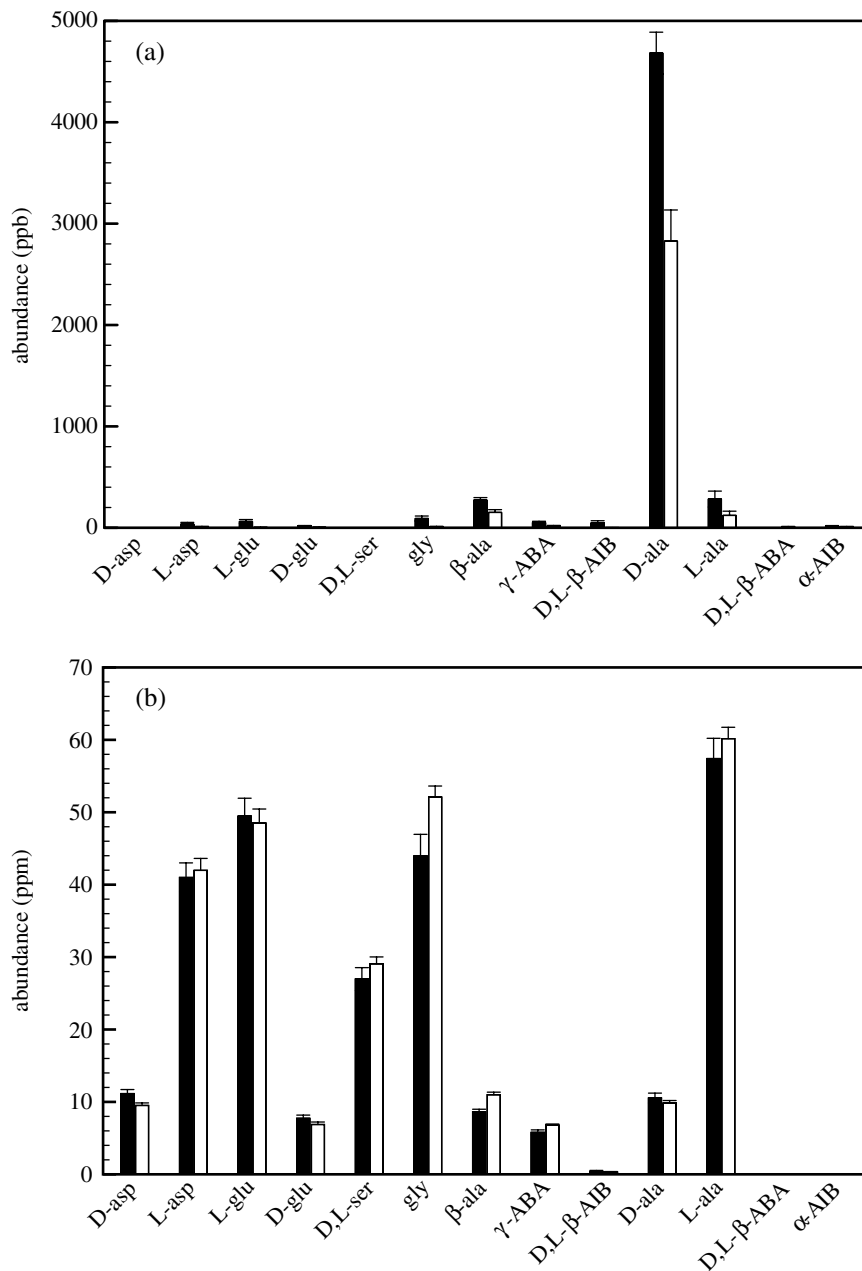 (a)
5000
4000
3000
2000
1000
0
abundance (ppb)
D-asp
L-asp
L-glu
D-glu
D,L-ser
gly
β-ala
γ-ABA
D,L-β-AIB
D-ala
L-ala
D,L-β-ABA
α-AIB
(b)
70
60
50
40
30
20
10
0
abundance (ppm)
D-asp
L-asp
L-glu
D-glu
D,L-ser
gly
β-ala
γ-ABA
D,L-β-AIB
D-ala
L-ala
D,L-β-ABA
α-AIB